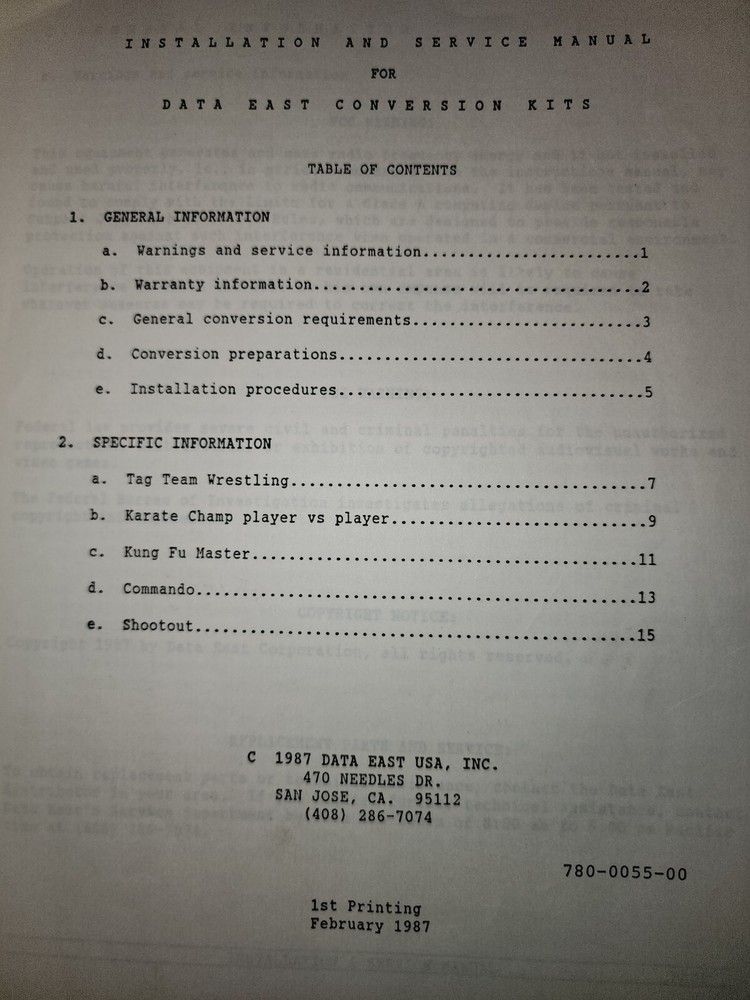 INSTALLATION AND SERVICE MANUAL
FOR
DATA EAST CONVERSION KITS
TABLE OF CONTENTS
1. GENERAL INFORMATION
a. Warnings and service information..........................1
b. Warranty information......................................2
c. General conversion requirements...........................3
d. Conversion preparations...................................4
e. Installation procedures...................................5
2. SPECIFIC INFORMATION
a. Tag Team Wrestling........................................7
b. Karate Champ player vs player.............................9
c. Kung Fu Master............................................11
d. Commando..................................................13
e. Shootout..................................................15
C 1987 DATA EAST USA, INC.
470 NEEDLES DR.
SAN JOSE, CA. 95112
(408) 286-7074
780-0055-00
1st Printing
February 1987